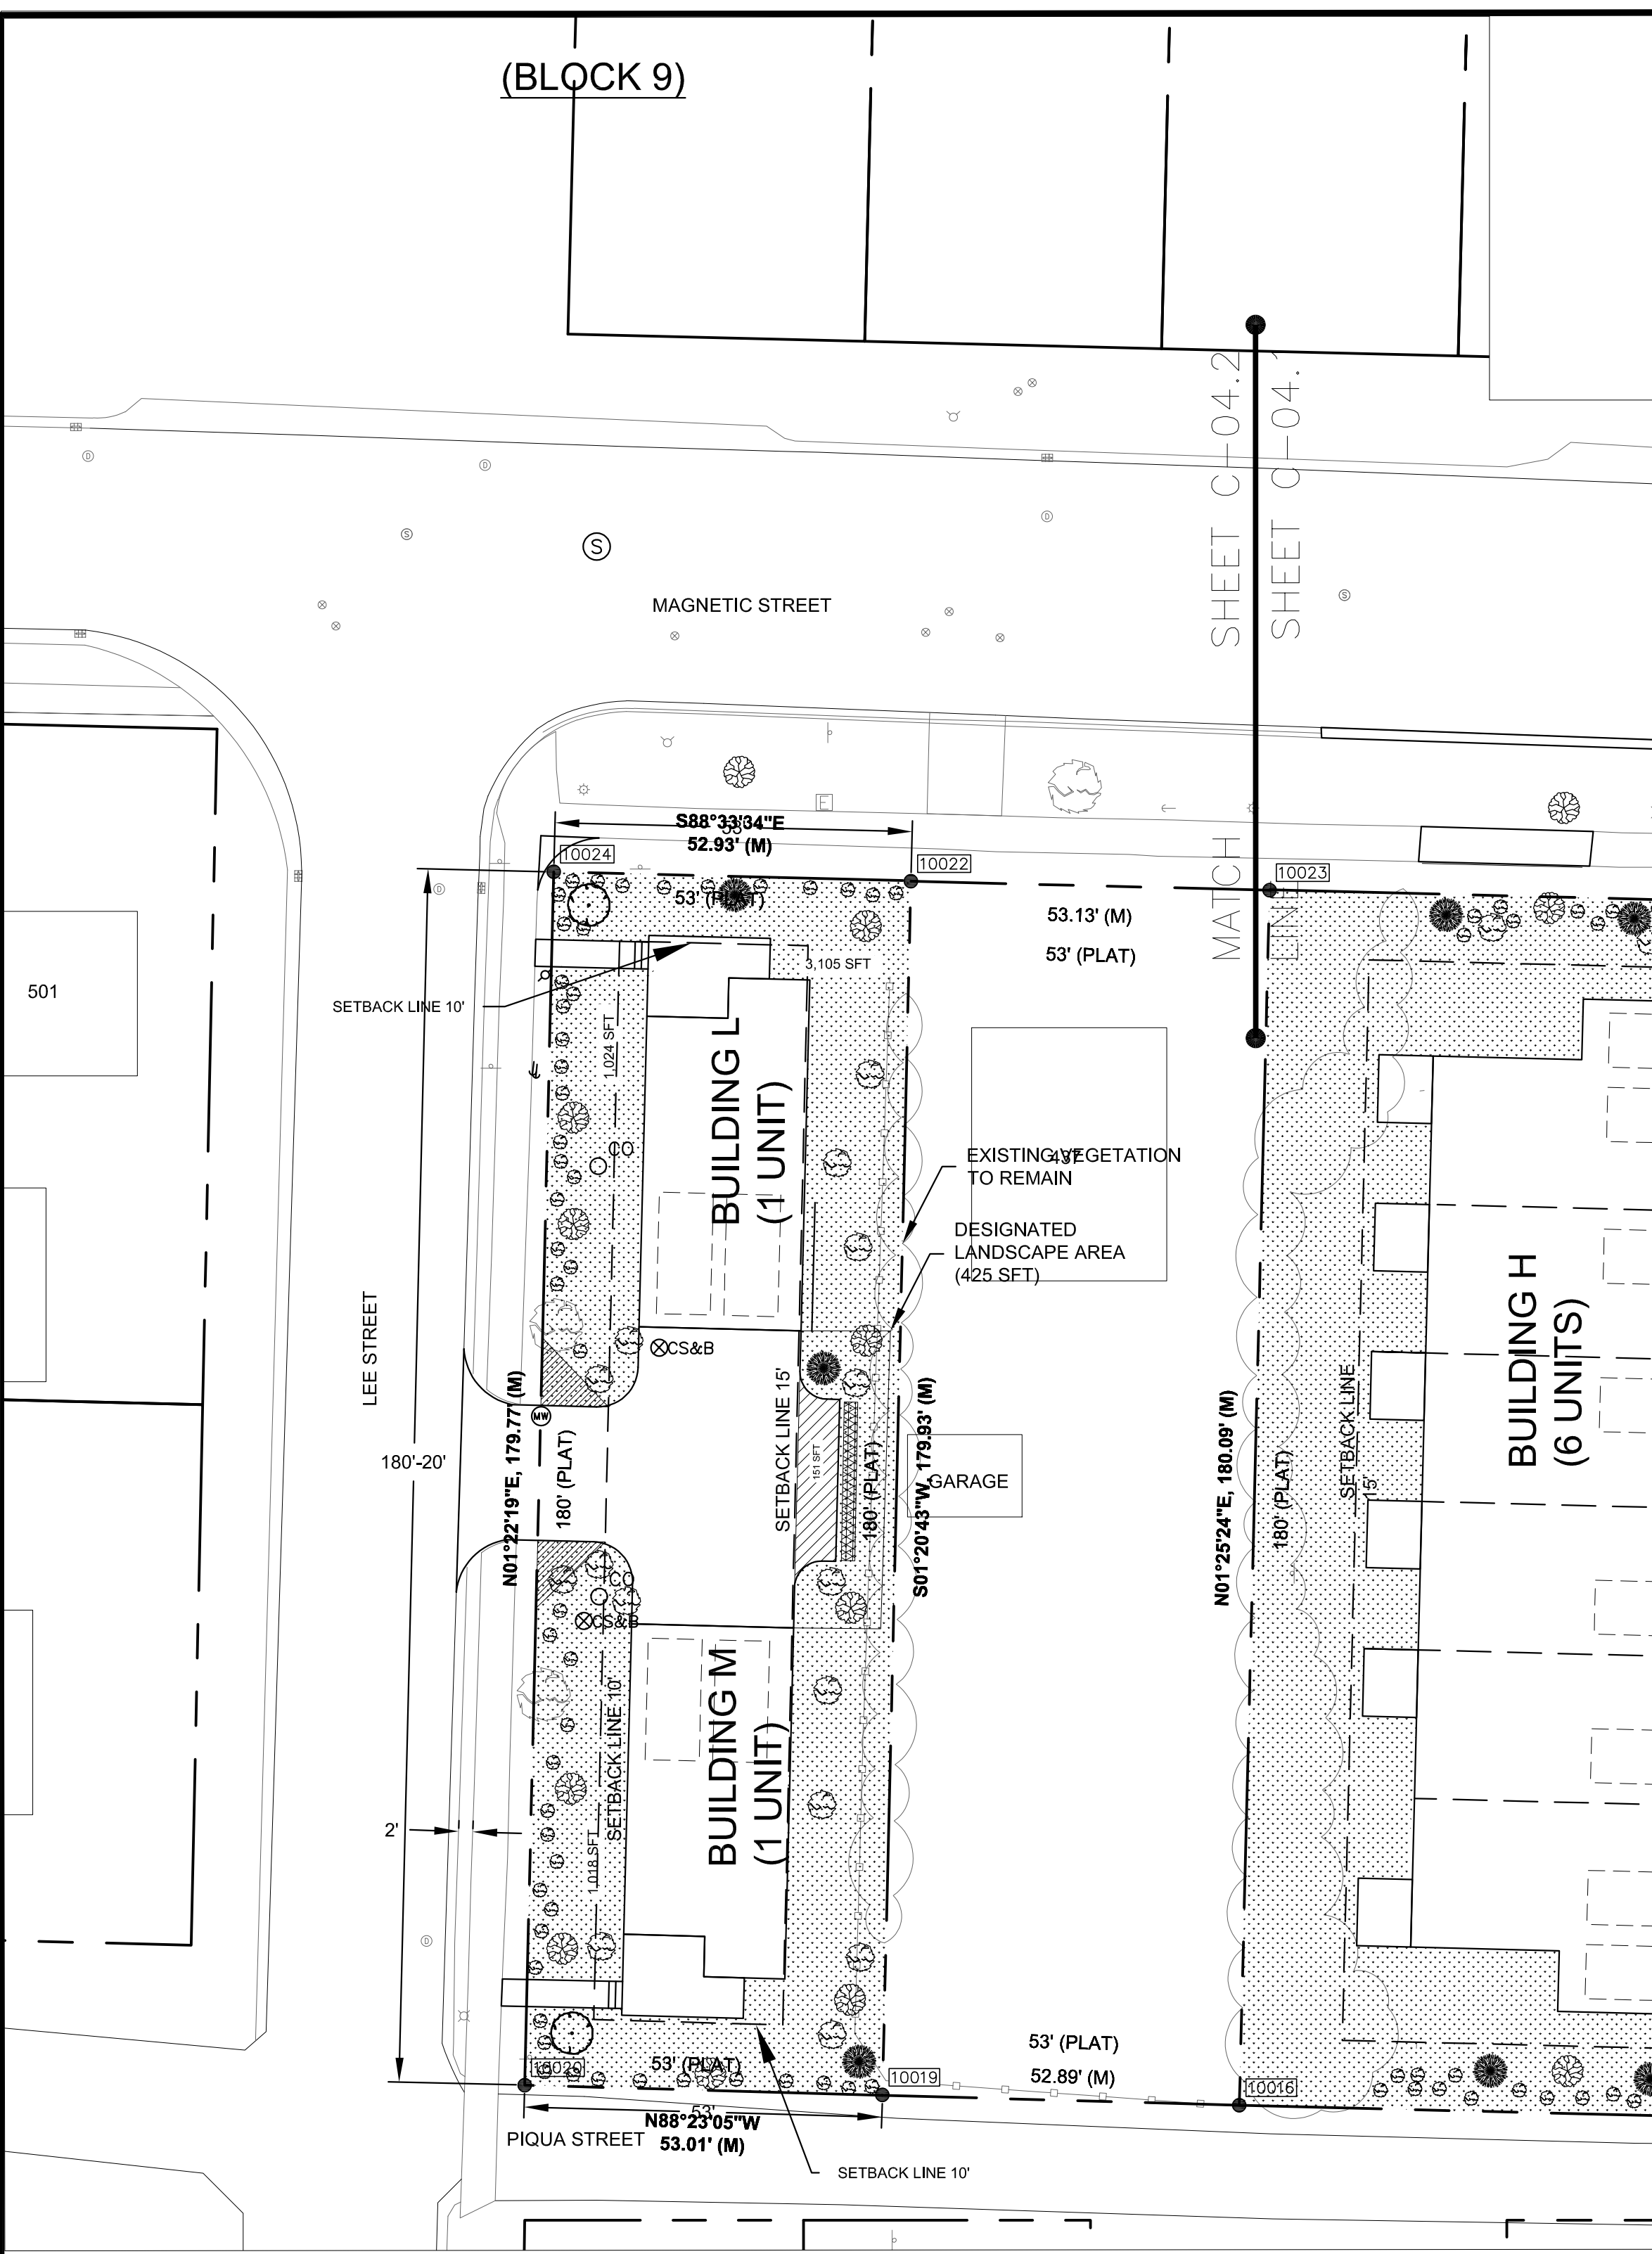 (BLOCK 9)
SHEET C-04.2
SHEET C-04.
MATCH
LINE
MAGNETIC STREET
S88°33'34"E
53'
52.93' (M)
10024
10022
10023
53' (PLAT)
53.13' (M)
53' (PLAT)
3,105 SFT
501
SETBACK LINE 10'
1,024 SFT
BUILDING L
(1 UNIT)
CO
EXISTING VEGETATION
TO REMAIN
437
DESIGNATED
LANDSCAPE AREA
(425 SFT)
BUILDING H
(6 UNITS)
LEE STREET
CS&B
SETBACK LINE 15'
MW
N01°22'19"E, 179.77' (M)
180' (PLAT)
180'-20'
151 SFT
180' (PLAT)
S01°20'43"W, 179.93' (M)
GARAGE
N01°25'24"E, 180.09' (M)
180' (PLAT)
SETBACK LINE
15'
CO
CS&B
BUILDING M
(1 UNIT)
SETBACK LINE 10'
1,018 SFT
2'
10020
53' (PLAT)
10019
53' (PLAT)
52.89' (M)
10016
53'
N88°23'05"W
53.01' (M)
PIQUA STREET
SETBACK LINE 10'
S
S
S
D
D
D
D
D
E